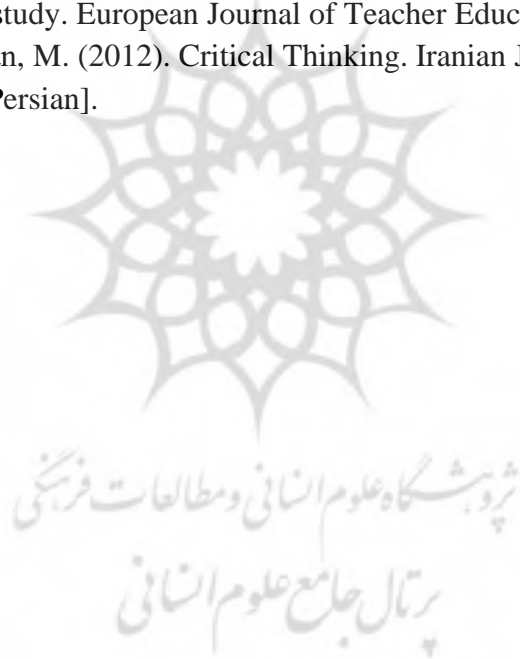 study. European Journal of Teacher Educ
n, M. (2012). Critical Thinking. Iranian J
Persian].
پژوهشگاه علوم انسانی و مطالعات فرهنگی
پرتال جامع علوم انسانی